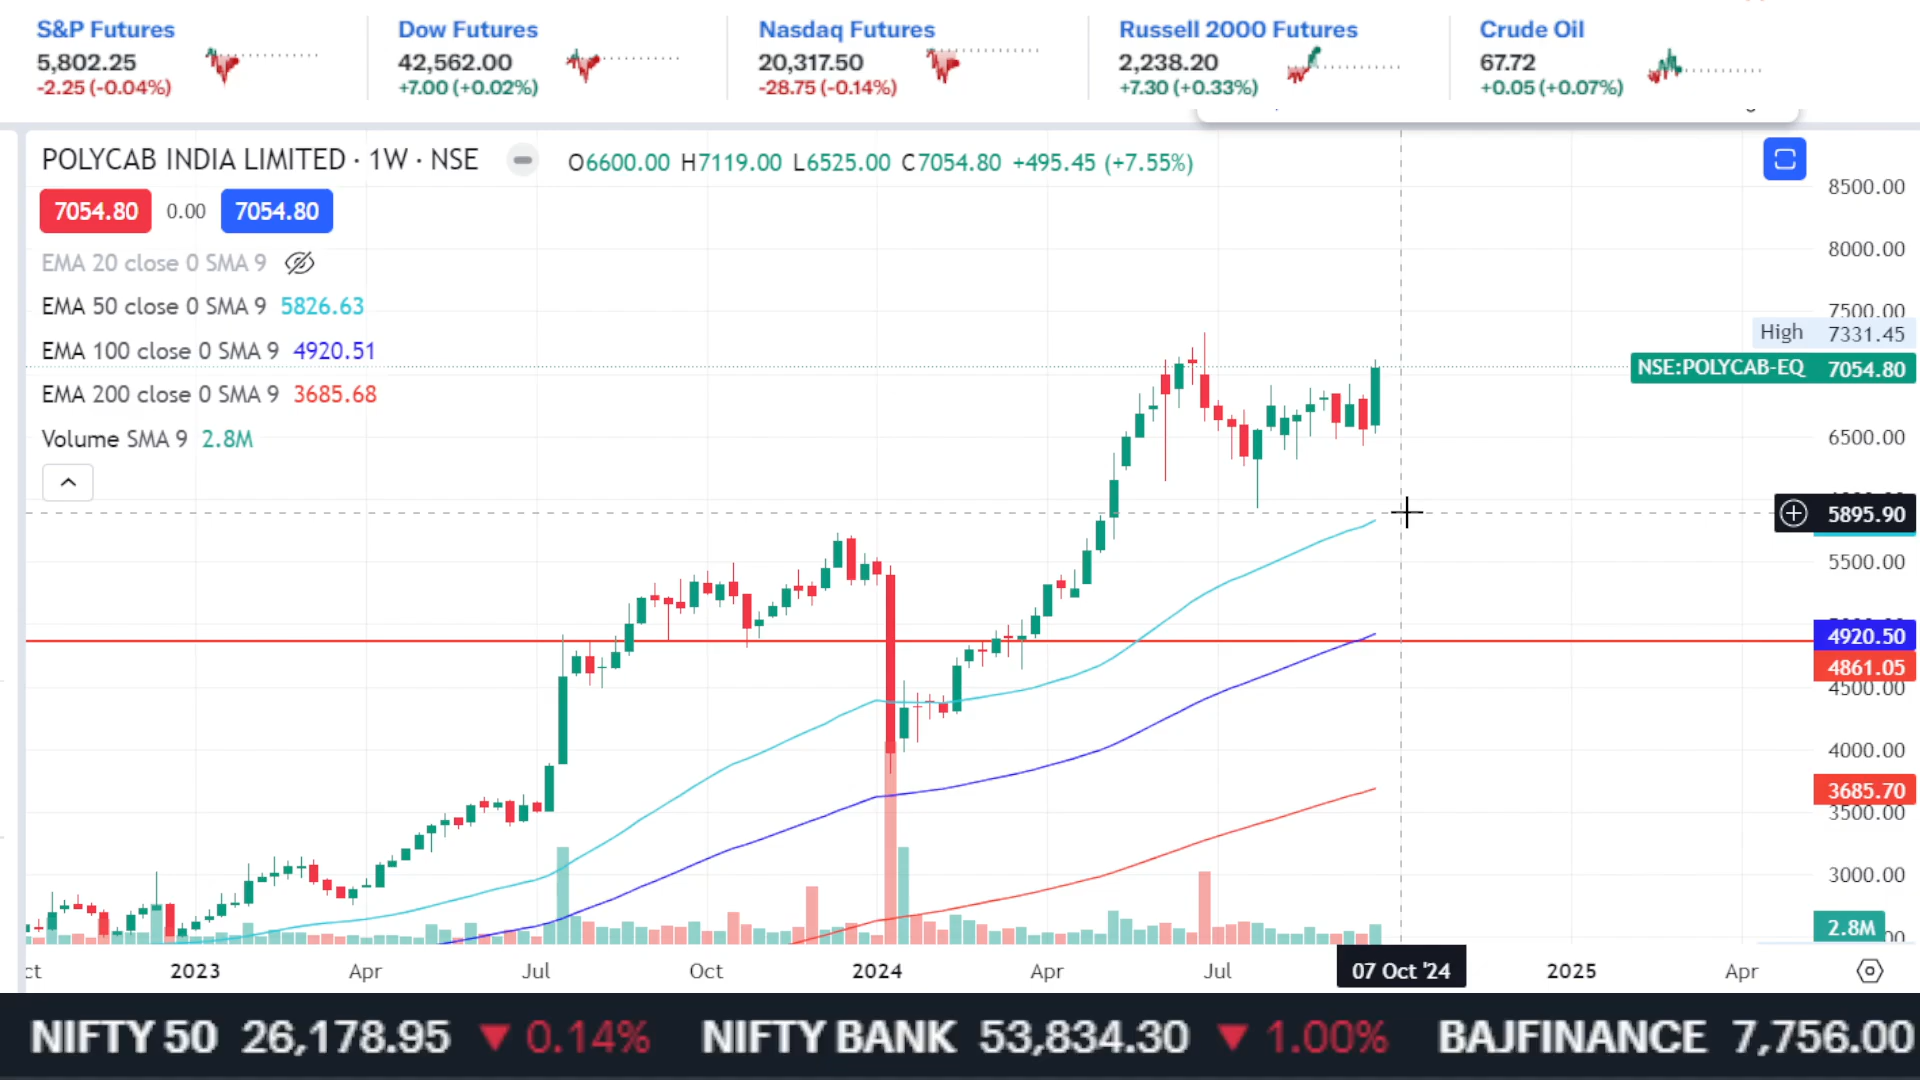 S&P Futures Dow Futures Nasdaq Futures Russell 2000 Futures Crude Oil
5,802.25 42,562.00 20,317.50 2,238.20 67.72
-2.25 (-0.04%) +7.00 (+0.02%) -28.75 (-0.14%) +7.30 (+0.33%) +0.05 (+0.07%)
POLYCAB INDIA LIMITED · 1W · NSE O6600.00 H7119.00 L6525.00 C7054.80 +495.45 (+7.55%)
7054.80 0.00 7054.80
EMA 20 close 0 SMA 9
EMA 50 close 0 SMA 9 5826.63
EMA 100 close 0 SMA 9 4920.51
EMA 200 close 0 SMA 9 3685.68
Volume SMA 9 2.8M
8500.00
8000.00
7500.00
High 7331.45
NSE:POLYCAB-EQ 7054.80
6500.00
5895.90
5500.00
4920.50
4861.05
4500.00
4000.00
3685.70
3500.00
3000.00
2.8M
ct 2023 Apr Jul Oct 2024 Apr Jul 07 Oct '24 2025 Apr
NIFTY 50 26,178.95 ▼ 0.14% NIFTY BANK 53,834.30 ▼ 1.00% BAJFINANCE 7,756.00